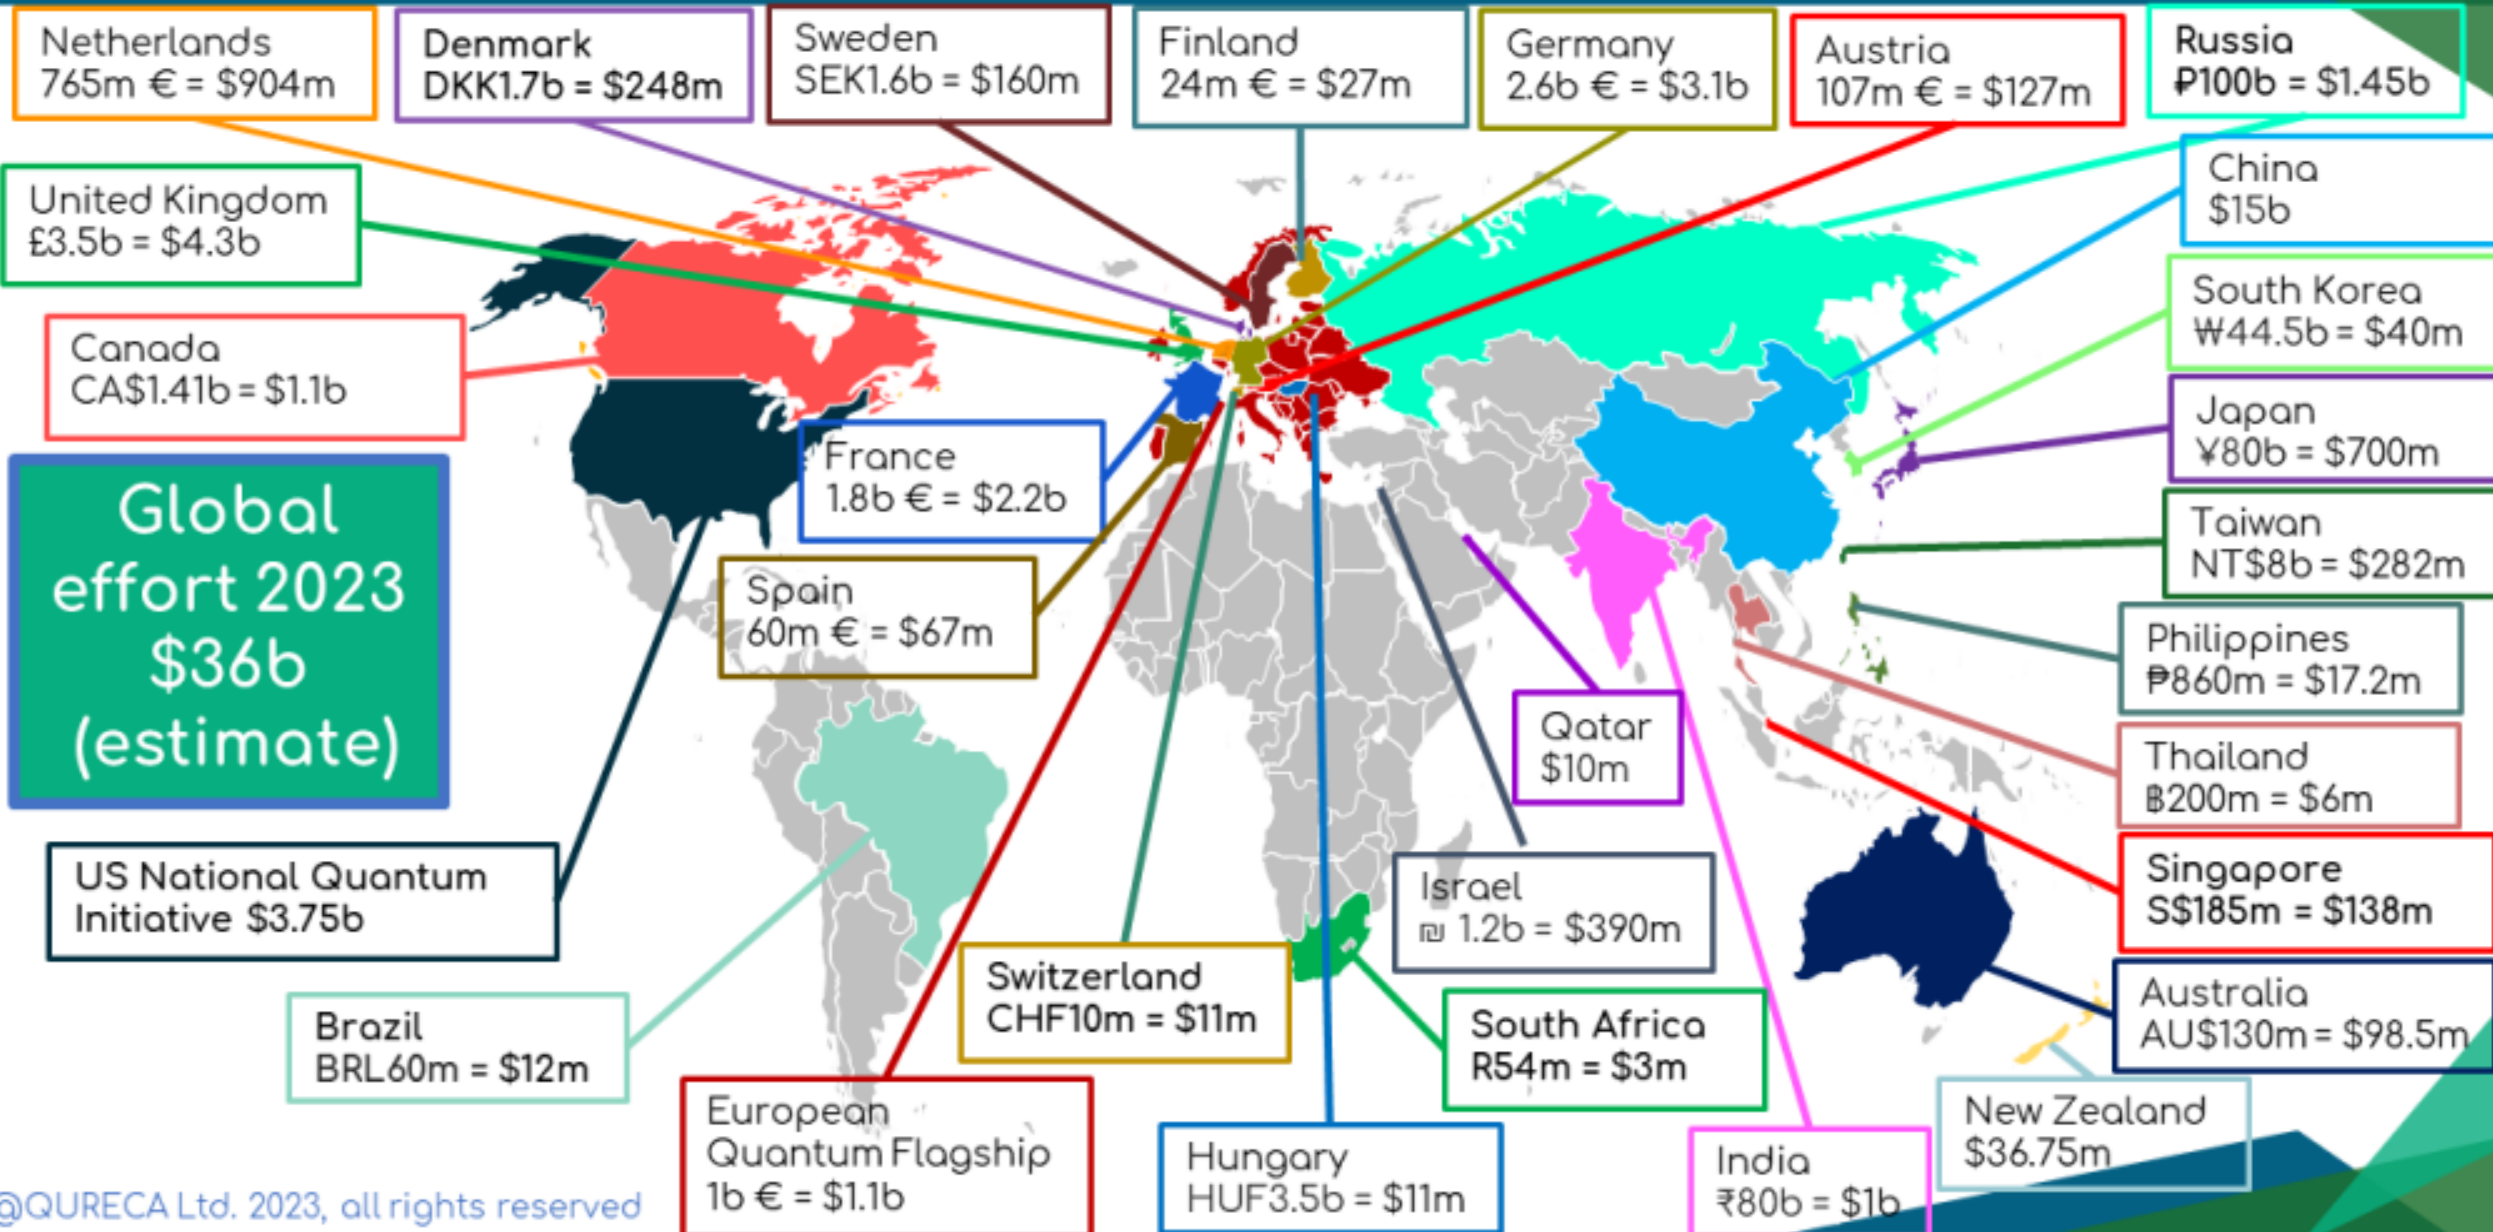 Netherlands
765m € = $904m
Denmark
DKK1.7b = $248m
Sweden
SEK1.6b = $160m
Finland
24m € = $27m
Germany
2.6b € = $3.1b
Austria
107m € = $127m
Russia
₽100b = $1.45b
United Kingdom
£3.5b = $4.3b
China
$15b
South Korea
₩44.5b = $40m
Canada
CA$1.41b = $1.1b
Japan
¥80b = $700m
France
1.8b € = $2.2b
Global
effort 2023
$36b
(estimate)
Taiwan
NT$8b = $282m
Spain
60m € = $67m
Philippines
₱860m = $17.2m
Qatar
$10m
Thailand
฿200m = $6m
US National Quantum
Initiative $3.75b
Israel
₪ 1.2b = $390m
Singapore
S$185m = $138m
Switzerland
CHF10m = $11m
Australia
AU$130m = $98.5m
Brazil
BRL60m = $12m
South Africa
R54m = $3m
European
Quantum Flagship
1b € = $1.1b
Hungary
HUF3.5b = $11m
India
₹80b = $1b
New Zealand
$36.75m
@QURECA Ltd. 2023, all rights reserved